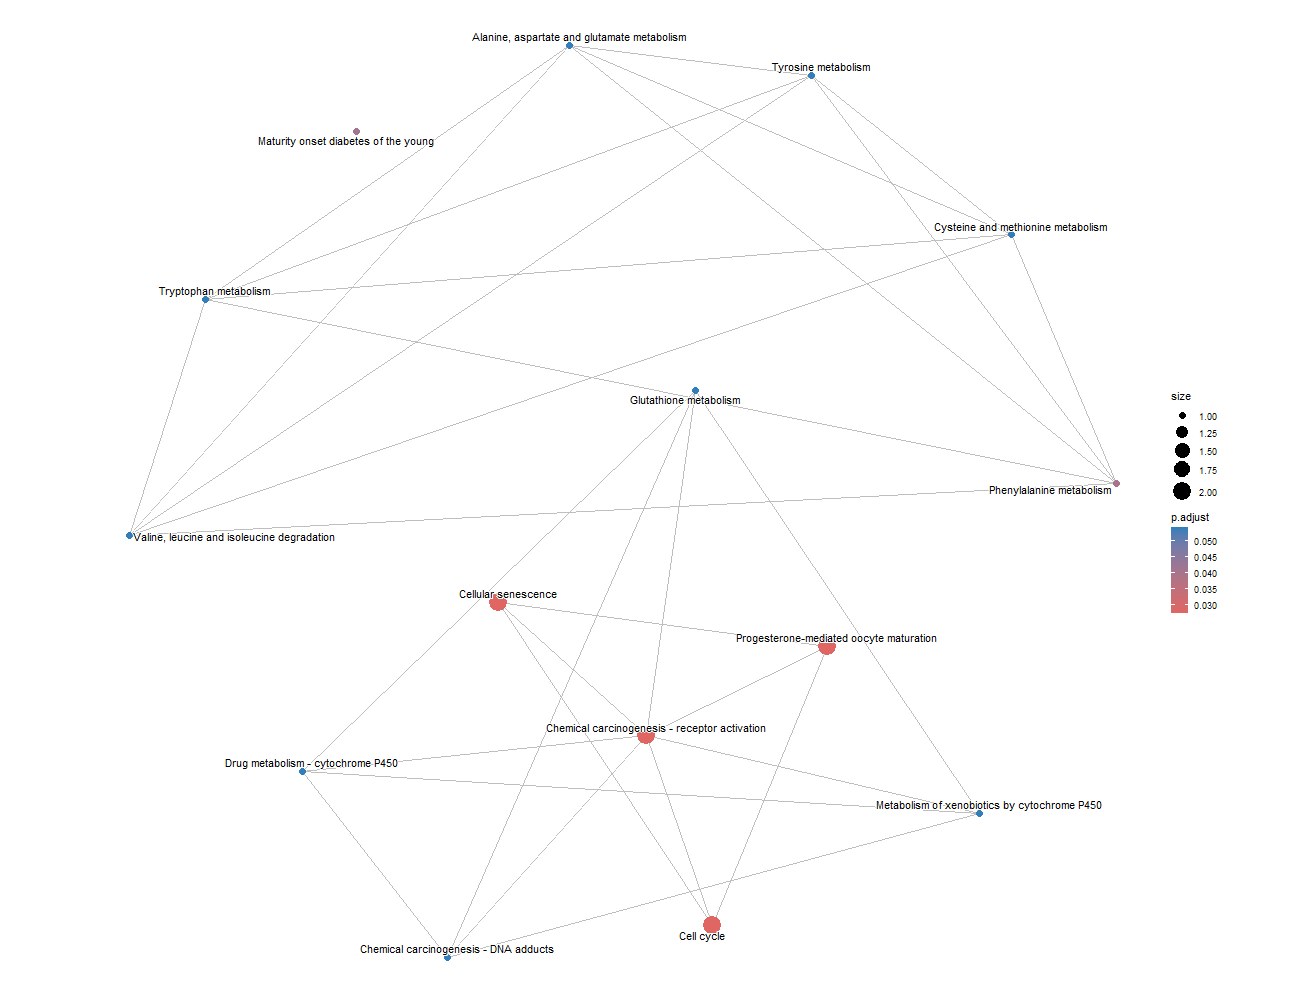 Alanine, aspartate and glutamate metabolism
Tyrosine metabolism
Maturity onset diabetes of the young
Cysteine and methionine metabolism
Tryptophan metabolism
Glutathione metabolism
Phenylalanine metabolism
Valine, leucine and isoleucine degradation
Cellular senescence
Progesterone-mediated oocyte maturation
Chemical carcinogenesis - receptor activation
Drug metabolism - cytochrome P450
Metabolism of xenobiotics by cytochrome P450
Cell cycle
Chemical carcinogenesis - DNA adducts
size
1.00
1.25
1.50
1.75
2.00
p.adjust
0.050
0.045
0.040
0.035
0.030